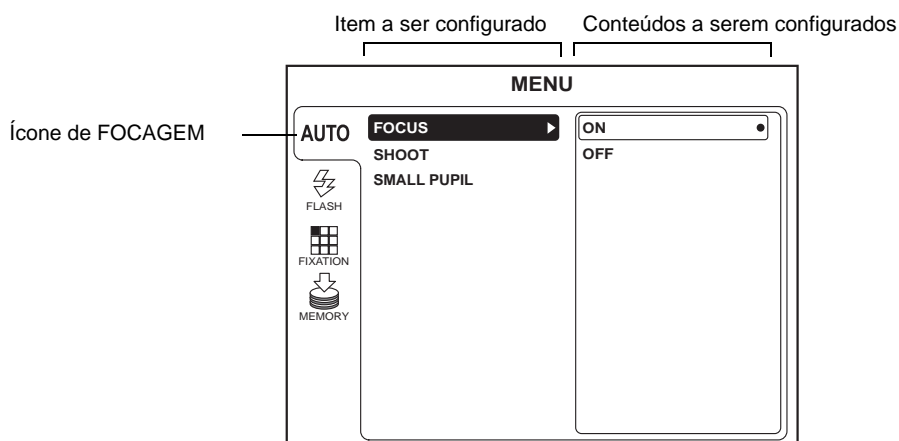 Item a ser configurado
Conteúdos a serem configurados
MENU
Ícone de FOCAGEM
AUTO
FOCUS
ON
SHOOT
OFF
SMALL PUPIL
FLASH
FIXATION
MEMORY